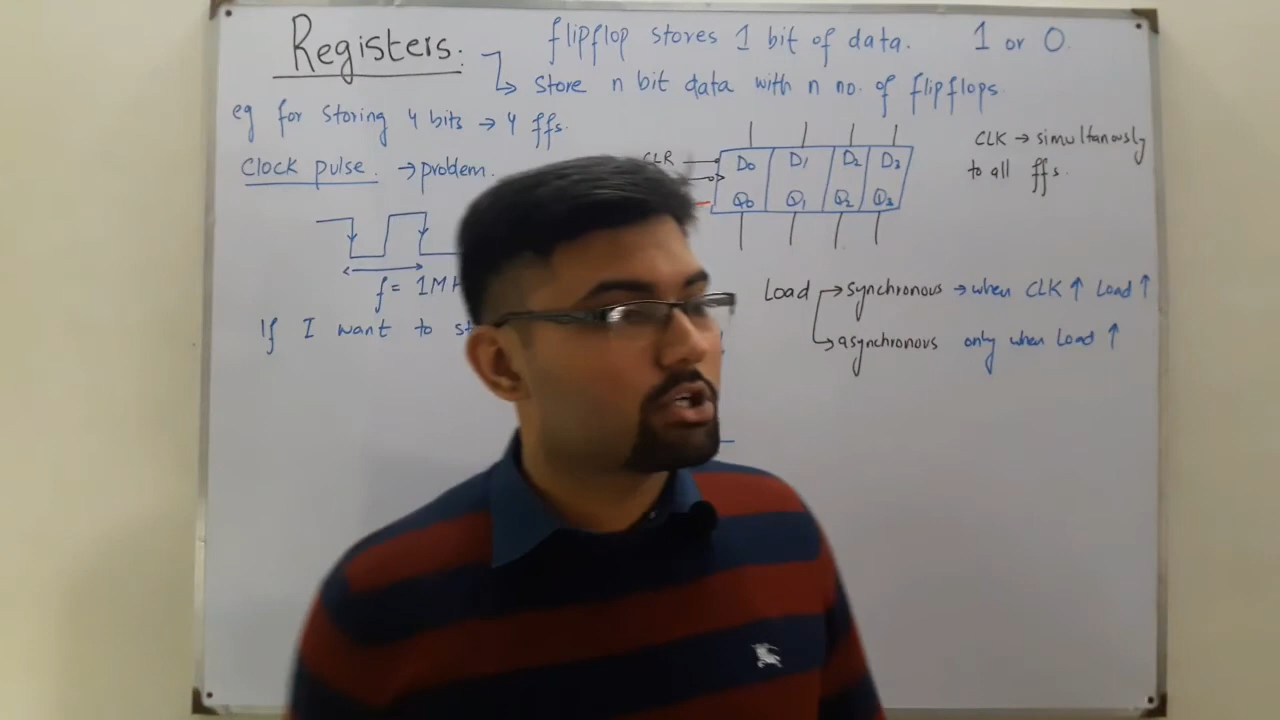 Registers. flipflop stores 1 bit of data. 1 or 0.
↳ store n bit data with n no. of flipflops.
eg for storing 4 bits → 4 ffs.
Clock pulse. → problem.
CLR
D0 D1 D2 D3
Q0 Q1 Q2 Q3
CLK → simultanously
to all ffs.
f = 1M
Load → synchronous → when CLK ↑ Load ↑
→ asynchronous only when Load ↑
If I want to